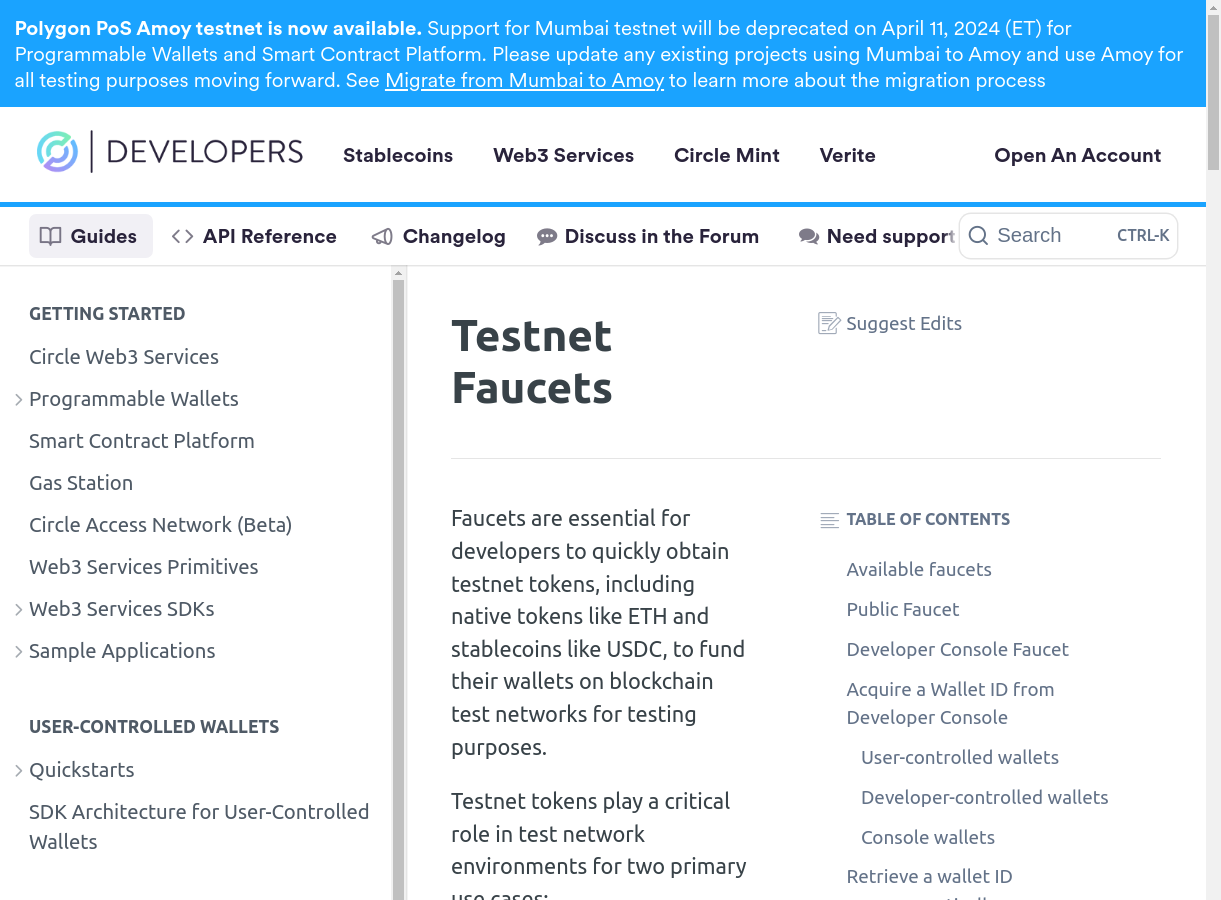 Polygon PoS Amoy testnet is now available. Support for Mumbai testnet will be deprecated on April 11, 2024 (ET) for
Programmable Wallets and Smart Contract Platform. Please update any existing projects using Mumbai to Amoy and use Amoy for
all testing purposes moving forward. See Migrate from Mumbai to Amoy to learn more about the migration process
DEVELOPERS
Stablecoins
Web3 Services
Circle Mint
Verite
Open An Account
Guides
API Reference
Changelog
Discuss in the Forum
Need support
Search
CTRL-K
GETTING STARTED
Circle Web3 Services
Programmable Wallets
Smart Contract Platform
Gas Station
Circle Access Network (Beta)
Web3 Services Primitives
Web3 Services SDKs
Sample Applications
USER-CONTROLLED WALLETS
Quickstarts
SDK Architecture for User-Controlled
Wallets
Testnet
Faucets
Suggest Edits
Faucets are essential for
developers to quickly obtain
testnet tokens, including
native tokens like ETH and
stablecoins like USDC, to fund
their wallets on blockchain
test networks for testing
purposes.
Testnet tokens play a critical
role in test network
environments for two primary
use cases:
TABLE OF CONTENTS
Available faucets
Public Faucet
Developer Console Faucet
Acquire a Wallet ID from
Developer Console
User-controlled wallets
Developer-controlled wallets
Console wallets
Retrieve a wallet ID